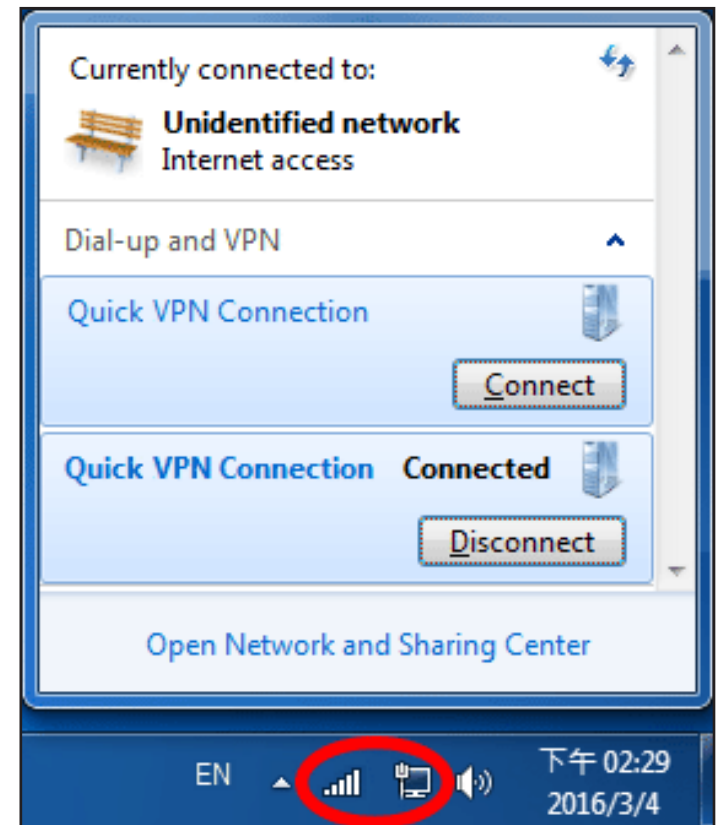 Currently connected to:
Unidentified network
Internet access
Dial-up and VPN
Quick VPN Connection
Connect
Quick VPN Connection Connected
Disconnect
Open Network and Sharing Center
EN 下午 02:29
2016/3/4